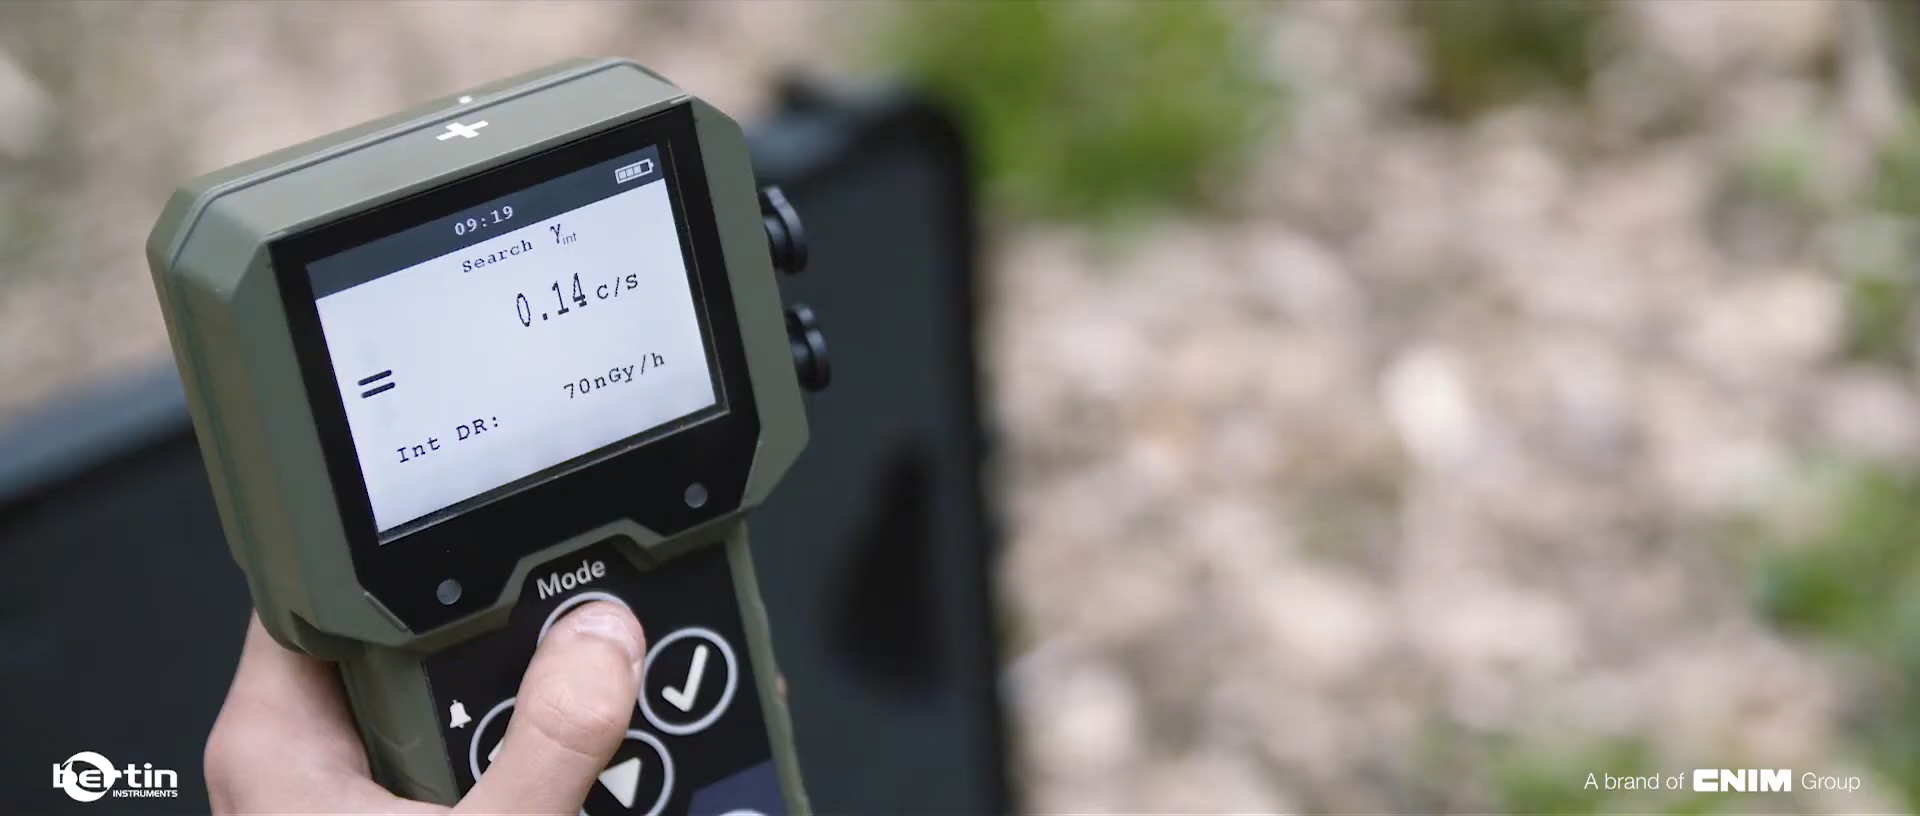 09:19
Search γint
0.14 c/s
=
70nGy/h
Int DR:
Mode
bertin
INSTRUMENTS
A brand of CNIM Group